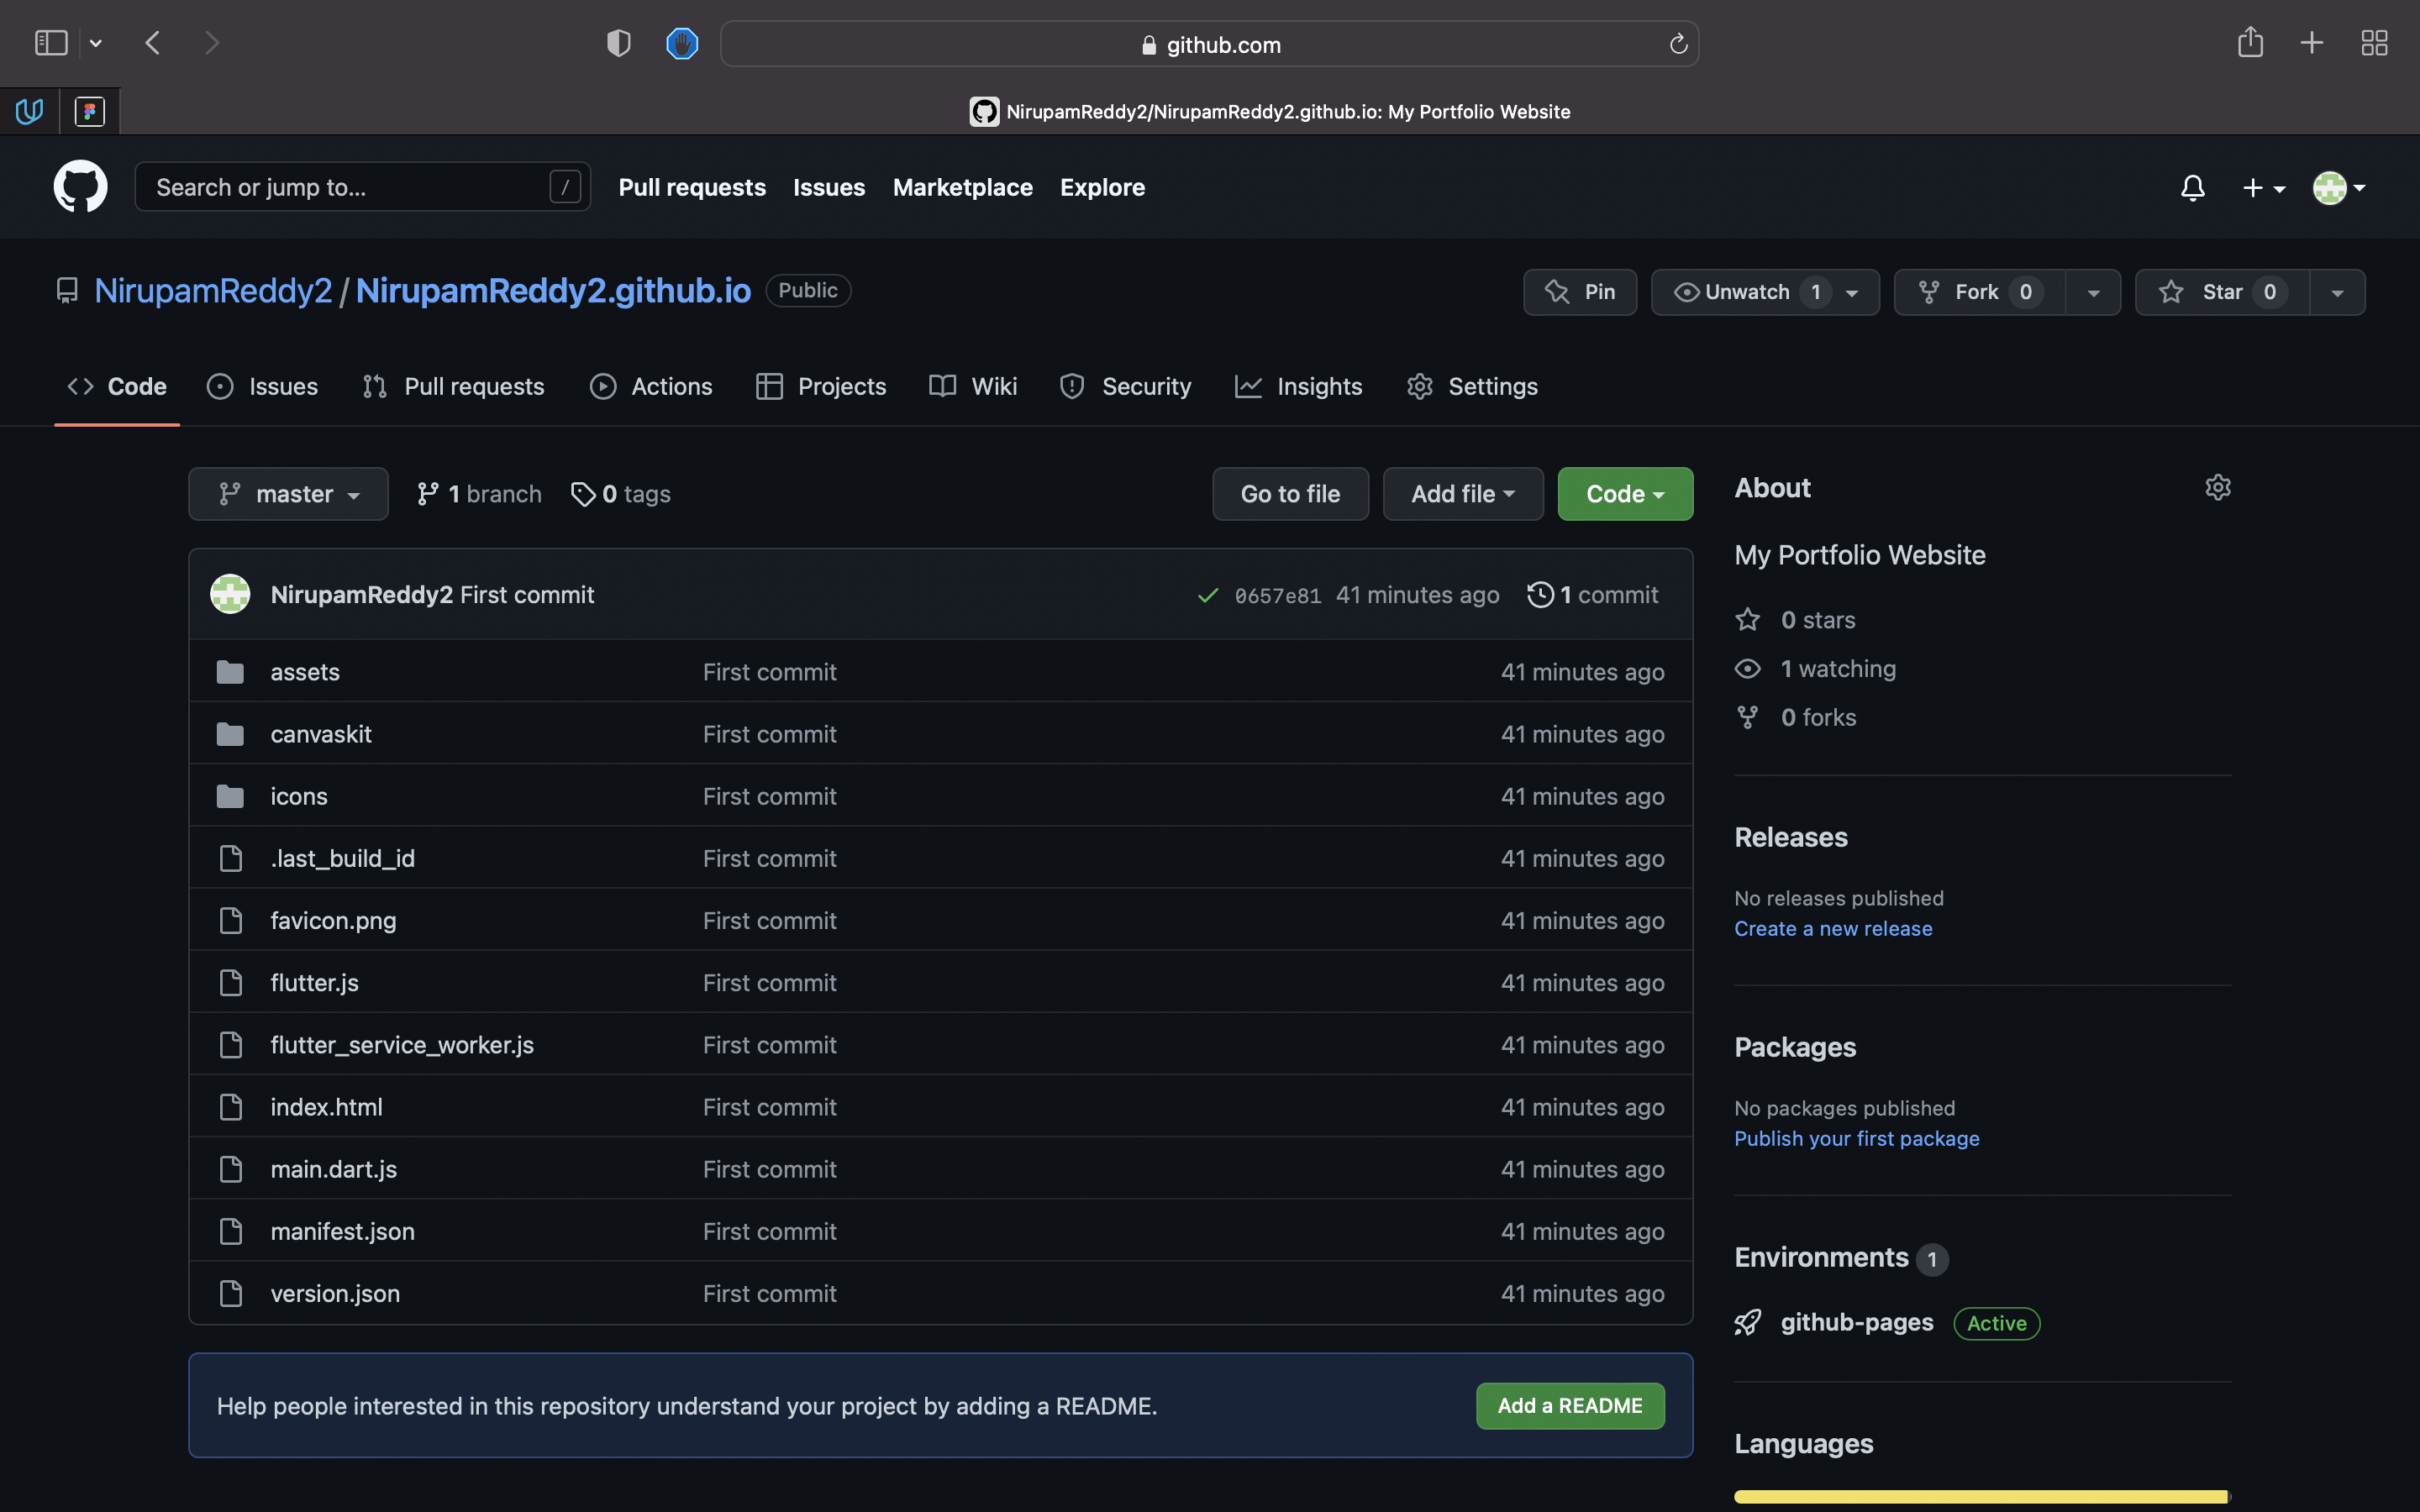 github.com
NirupamReddy2/NirupamReddy2.github.io: My Portfolio Website
Search or jump to... /
Pull requests Issues Marketplace Explore
NirupamReddy2 / NirupamReddy2.github.io Public
Pin Unwatch 1 Fork 0 Star 0
Code Issues Pull requests Actions Projects Wiki Security Insights Settings
master 1 branch 0 tags Go to file Add file Code
NirupamReddy2 First commit 0657e81 41 minutes ago 1 commit
assets First commit 41 minutes ago
canvaskit First commit 41 minutes ago
icons First commit 41 minutes ago
.last_build_id First commit 41 minutes ago
favicon.png First commit 41 minutes ago
flutter.js First commit 41 minutes ago
flutter_service_worker.js First commit 41 minutes ago
index.html First commit 41 minutes ago
main.dart.js First commit 41 minutes ago
manifest.json First commit 41 minutes ago
version.json First commit 41 minutes ago
Help people interested in this repository understand your project by adding a README. Add a README
About
My Portfolio Website
0 stars
1 watching
0 forks
Releases
No releases published
Create a new release
Packages
No packages published
Publish your first package
Environments 1
github-pages Active
Languages